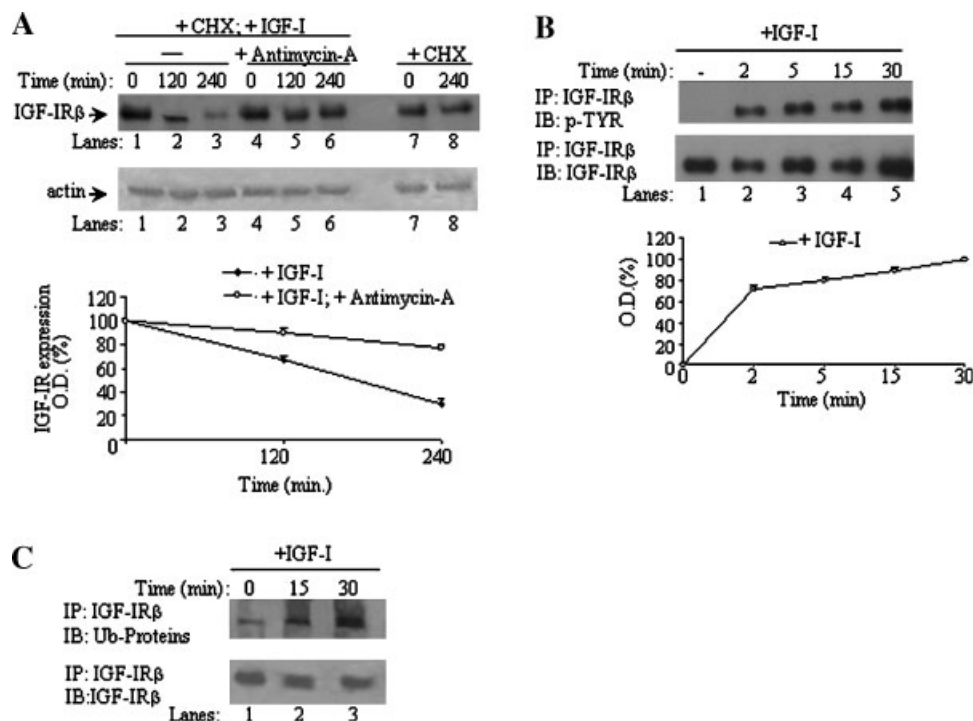 A
+ CHX; + IGF-I
— + Antimycin-A + CHX
Time (min): 0 120 240 0 120 240 0 240
IGF-IRβ
Lanes: 1 2 3 4 5 6 7 8
actin
Lanes: 1 2 3 4 5 6 7 8
+ IGF-I
+ IGF-I; + Antimycin-A
IGF-IR expression
O.D. (%)
120
100
80
60
40
20
0
120 240
Time (min.)
B
+IGF-I
Time (min): - 2 5 15 30
IP: IGF-IRβ
IB: p-TYR
IP: IGF-IRβ
IB: IGF-IRβ
Lanes: 1 2 3 4 5
+ IGF-I
O.D.(%)
120
100
80
60
40
20
0
0 2 5 15 30
Time (min)
C
+IGF-I
Time (min): 0 15 30
IP: IGF-IRβ
IB: Ub-Proteins
IP: IGF-IRβ
IB:IGF-IRβ
Lanes: 1 2 3